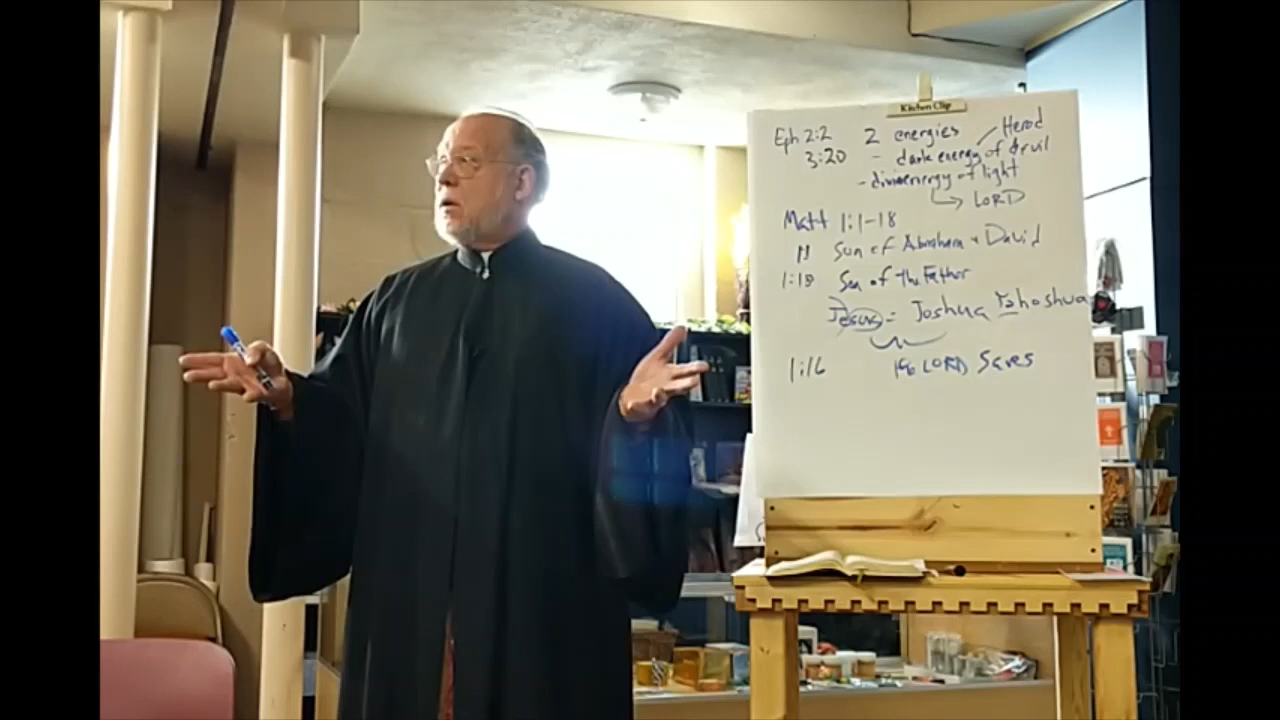 Kitchen Clip
Eph 2:2 2 energies Herod
3:20 - dark energy of devil
- divine energy of light
LORD
Matt 1:1-18
Son of Abraham + David
1:18 Son of the Father
Jesus = Joshua Yahoshua
1:16 LORD Saves